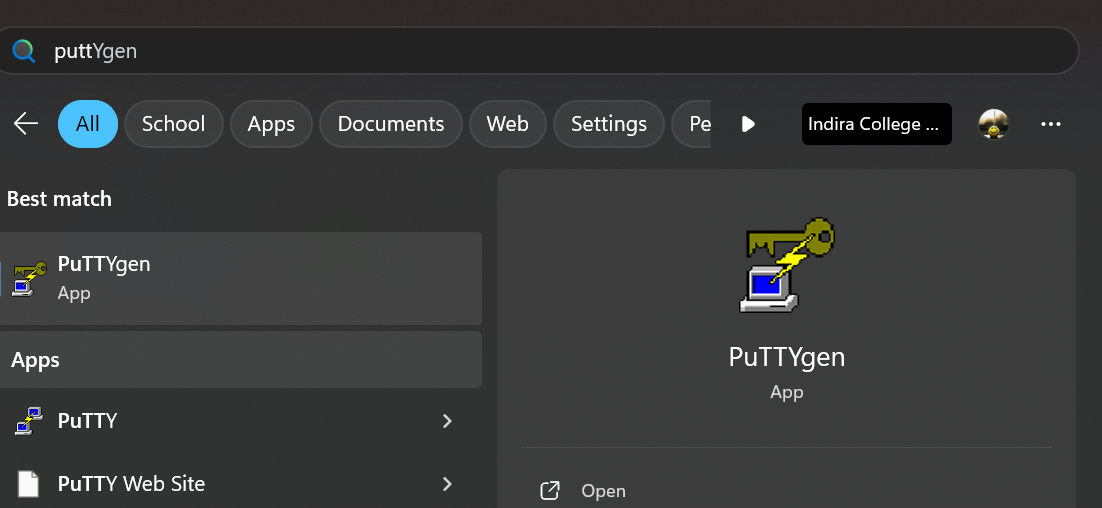 puttYgen
All School Apps Documents Web Settings Pe Indira College ...
Best match
PuTTYgen
App
Apps
PuTTY
PuTTY Web Site
PuTTYgen
App
Open